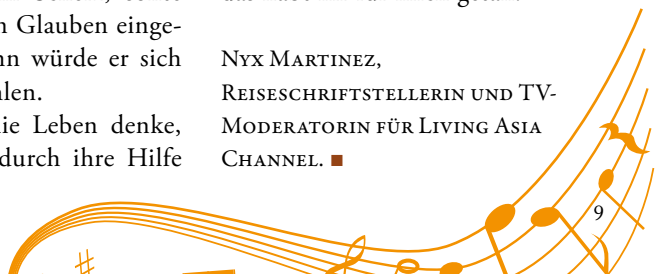 n Glauben einge-
nn würde er sich
len.
ie Leben denke,
durch ihre Hilfe
Nyx Martinez,
Reiseschriftstellerin und TV-
Moderatorin für Living Asia
Channel. ■
9